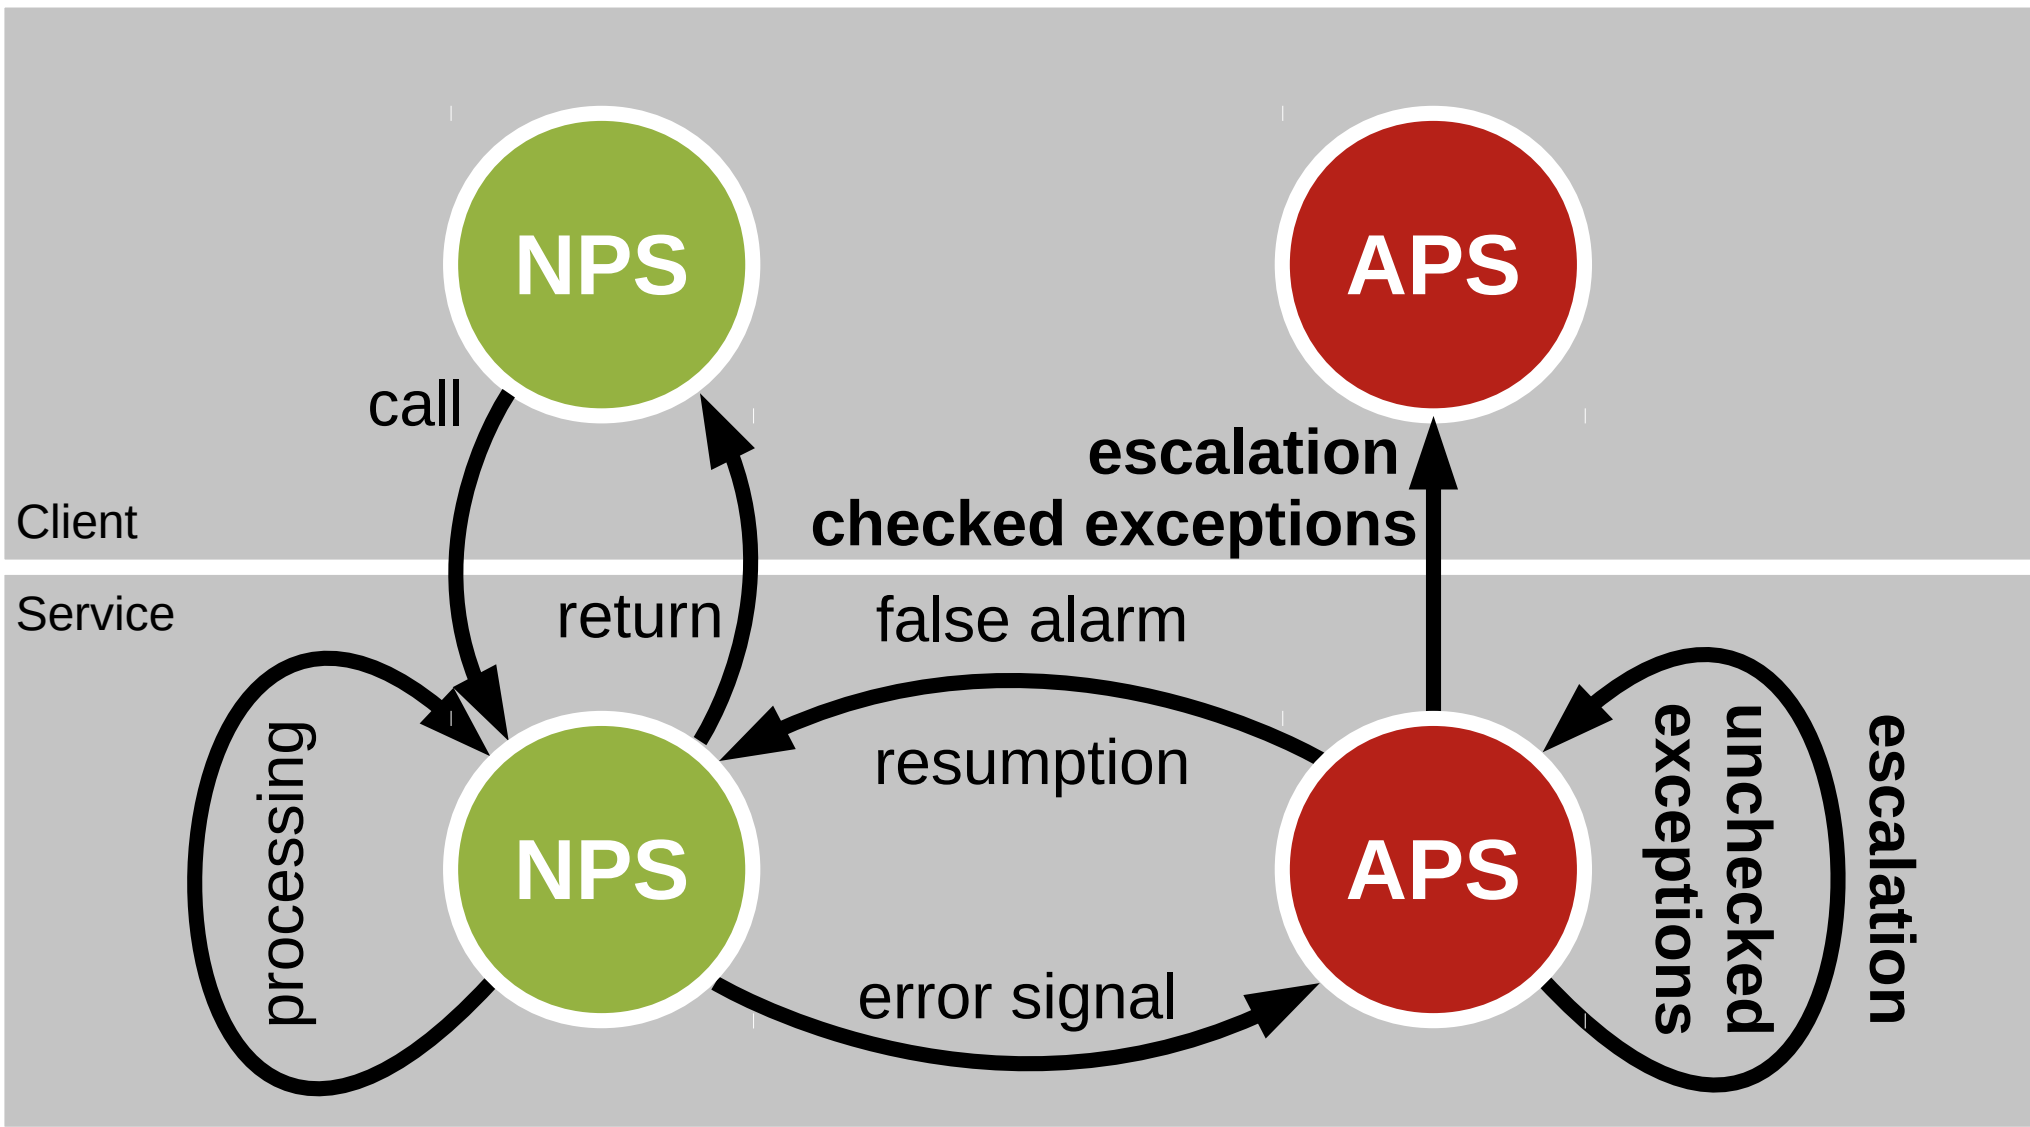 NPS
APS
call
escalation
checked exceptions
Client
Service
return
false alarm
resumption
processing
NPS
APS
unchecked
exceptions
escalation
error signal